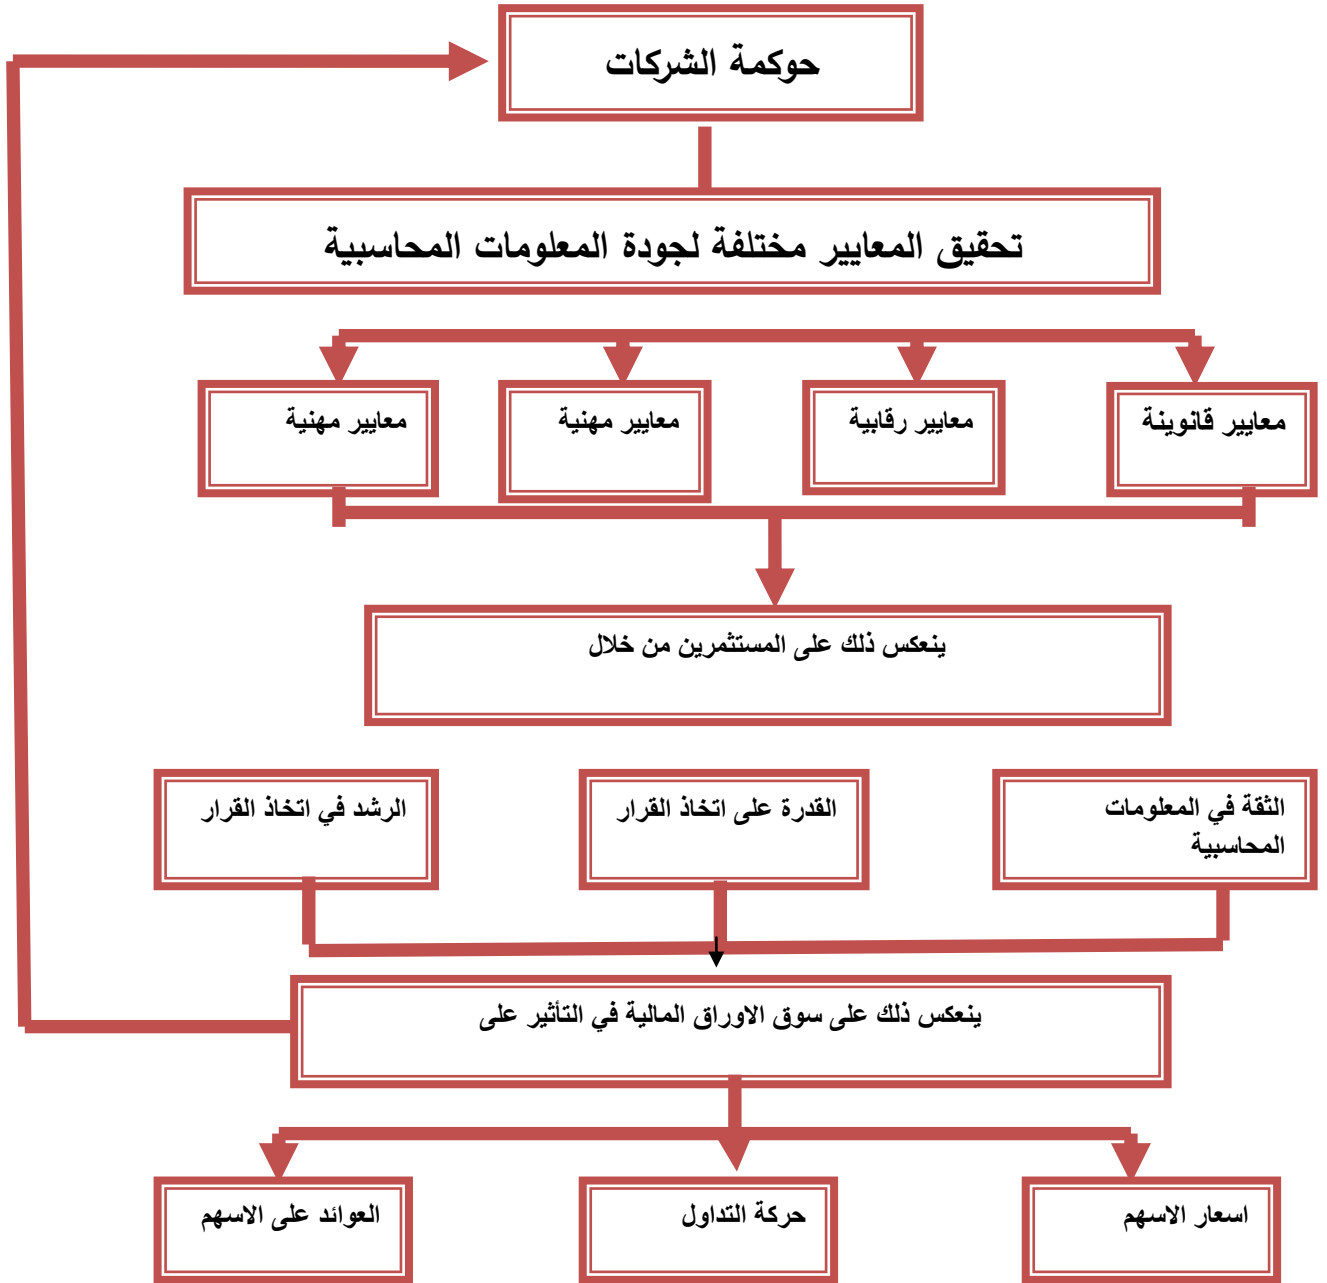 حوكمة الشركات
تحقيق المعايير مختلفة لجودة المعلومات المحاسبية
معايير قانوينة
معايير رقابية
معايير مهنية
معايير مهنية
ينعكس ذلك على المستثمرين من خلال
الثقة في المعلومات
المحاسبية
القدرة على اتخاذ القرار
الرشد في اتخاذ القرار
ينعكس ذلك على سوق الاوراق المالية في التأثير على
اسعار الاسهم
حركة التداول
العوائد على الاسهم